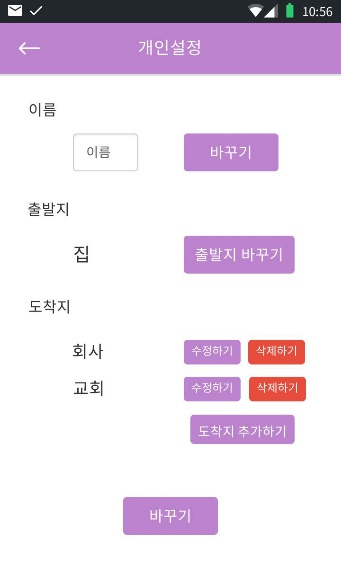 10:56
개인설정
이름
이름 바꾸기
출발지
집 출발지 바꾸기
도착지
회사 수정하기 삭제하기
교회 수정하기 삭제하기
도착지 추가하기
바꾸기